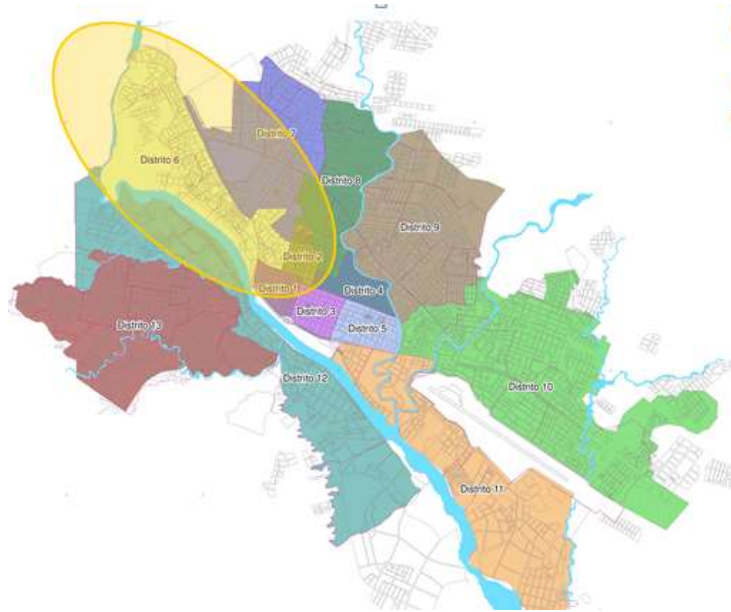 Distrito 7
Distrito 6
Distrito 8
Distrito 9
Distrito 2
Distrito 1
Distrito 4
Distrito 3
Distrito 5
Distrito 13
Distrito 12
Distrito 10
Distrito 11